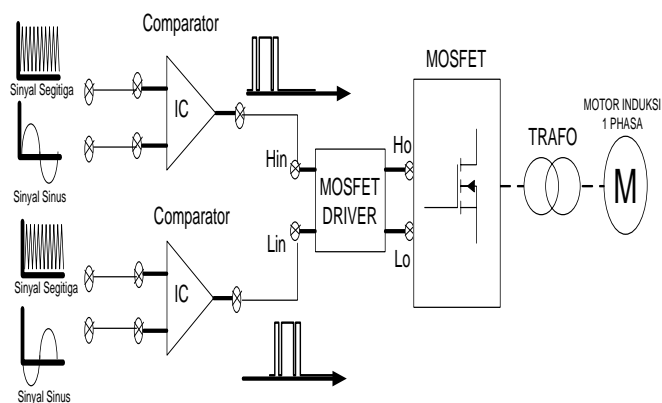 Comparator
Sinyal Segitiga
IC
Sinyal Sinus
Hin
MOSFET
DRIVER
Ho
MOSFET
TRAFO
MOTOR INDUKSI
1 PHASA
M
Comparator
Lin
Lo
Sinyal Segitiga
IC
Sinyal Sinus